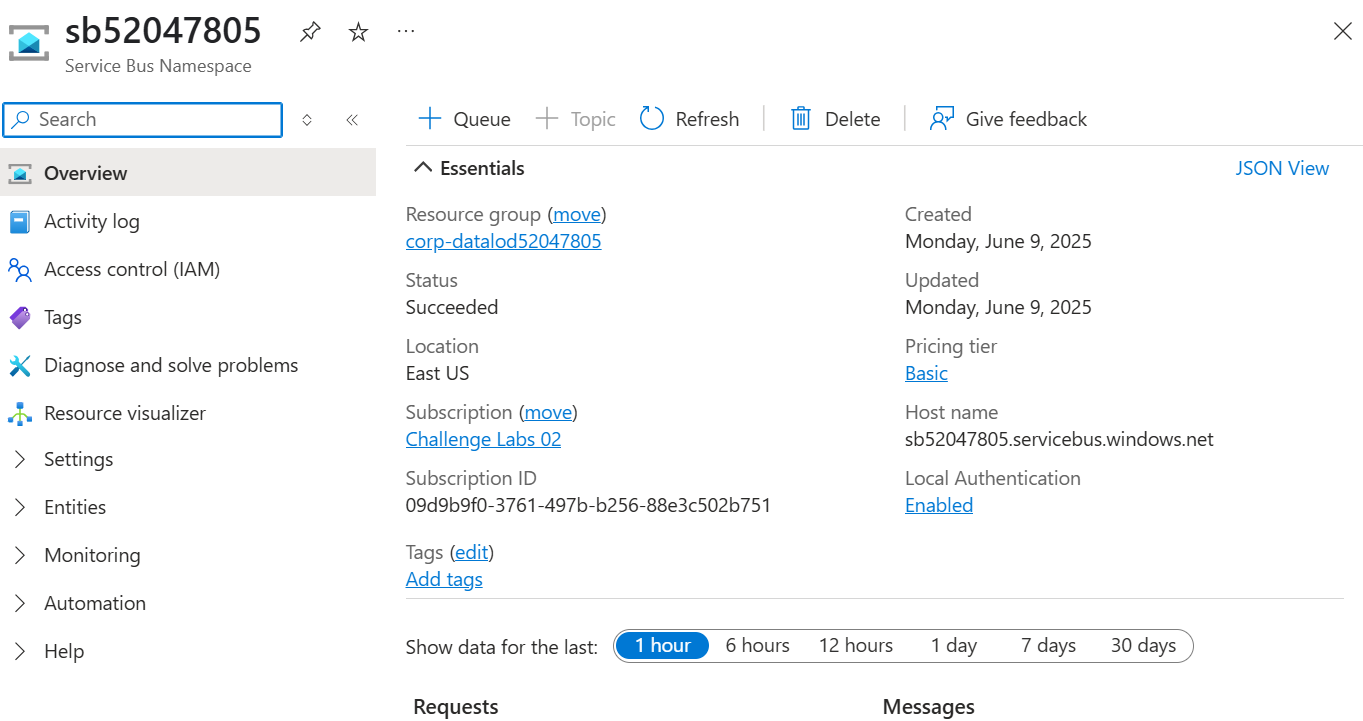 sb52047805
Service Bus Namespace
Search
Overview
Activity log
Access control (IAM)
Tags
Diagnose and solve problems
Resource visualizer
Settings
Entities
Monitoring
Automation
Help
Queue Topic Refresh Delete Give feedback
Essentials JSON View
Resource group (move)
corp-datalod52047805
Status
Succeeded
Location
East US
Subscription (move)
Challenge Labs 02
Subscription ID
09d9b9f0-3761-497b-b256-88e3c502b751
Tags (edit)
Add tags
Created
Monday, June 9, 2025
Updated
Monday, June 9, 2025
Pricing tier
Basic
Host name
sb52047805.servicebus.windows.net
Local Authentication
Enabled
Show data for the last: 1 hour 6 hours 12 hours 1 day 7 days 30 days
Requests Messages